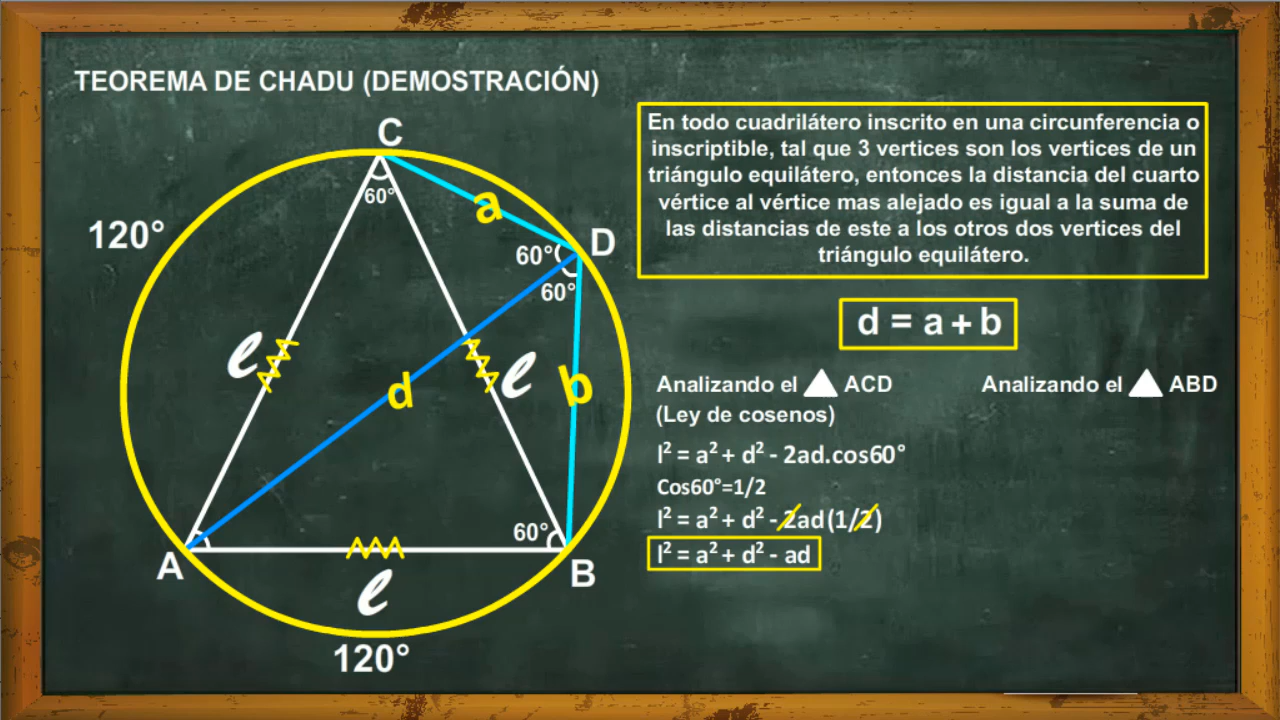 TEOREMA DE CHADU (DEMOSTRACIÓN)
C
60°
120°
a
D
60°
60°
ℓ
ℓ
d
b
60°
A
B
ℓ
120°
En todo cuadrilátero inscrito en una circunferencia o
inscriptible, tal que 3 vertices son los vertices de un
triángulo equilátero, entonces la distancia del cuarto
vértice al vértice mas alejado es igual a la suma de
las distancias de este a los otros dos vertices del
triángulo equilátero.
d = a + b
Analizando el ▲ ACD
(Ley de cosenos)
l² = a² + d² - 2ad.cos60°
Cos60°=1/2
l² = a² + d² - 2ad(1/2)
l² = a² + d² - ad
Analizando el ▲ ABD